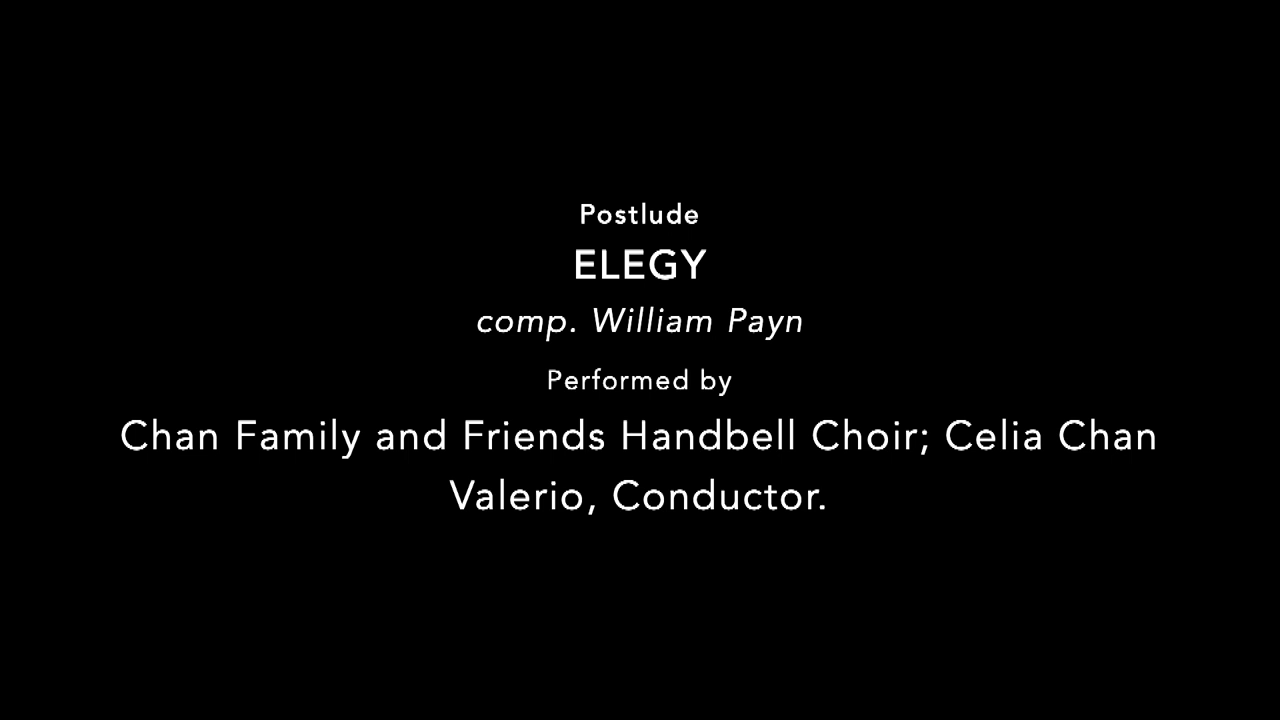 Postlude
ELEGY
comp. William Payn
Performed by
Chan Family and Friends Handbell Choir; Celia Chan
Valerio, Conductor.